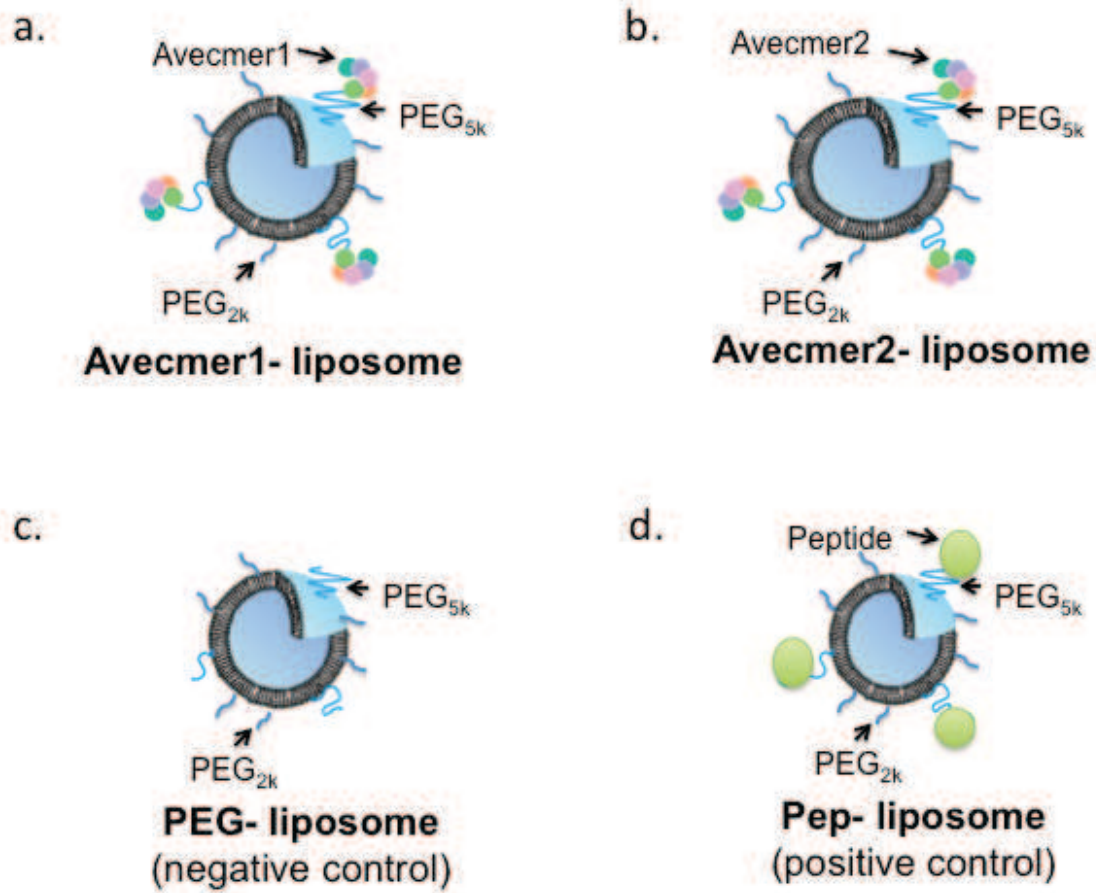 a.
Avecmer1
PEG5k
PEG2k
Avecmer1- liposome
b.
Avecmer2
PEG5k
PEG2k
Avecmer2- liposome
c.
PEG5k
PEG2k
PEG- liposome
(negative control)
d.
Peptide
PEG5k
PEG2k
Pep- liposome
(positive control)